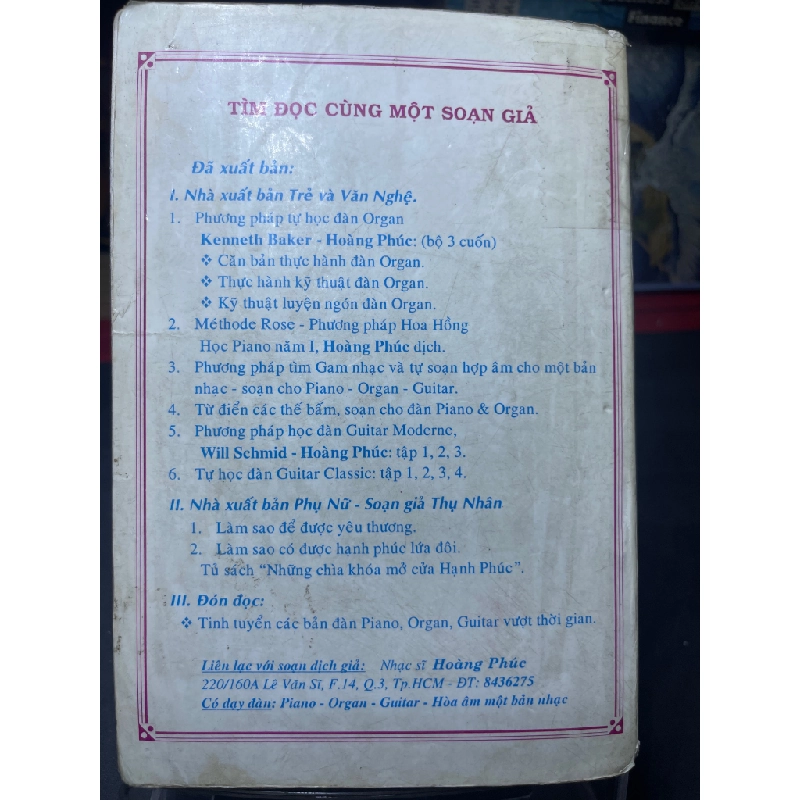 Finance
TÌM ĐỌC CÙNG MỘT SOẠN GIẢ
Đã xuất bản:
I. Nhà xuất bản Trẻ và Văn Nghệ.
1. Phương pháp tự học đàn Organ
Kenneth Baker - Hoàng Phúc: (bộ 3 cuốn)
❖ Căn bản thực hành đàn Organ.
❖ Thực hành kỹ thuật đàn Organ.
❖ Kỹ thuật luyện ngón đàn Organ.
2. Méthode Rose - Phương pháp Hoa Hồng
Học Piano năm I, Hoàng Phúc dịch.
3. Phương pháp tìm Gam nhạc và tự soạn hợp âm cho một bản
nhạc - soạn cho Piano - Organ - Guitar.
4. Từ điển các thế bấm, soạn cho đàn Piano & Organ.
5. Phương pháp học đàn Guitar Moderne,
Will Schmid - Hoàng Phúc: tập 1, 2, 3.
6. Tự học đàn Guitar Classic: tập 1, 2, 3, 4.
II. Nhà xuất bản Phụ Nữ - Soạn giả Thụ Nhân
1. Làm sao để được yêu thương.
2. Làm sao có được hạnh phúc lứa đôi.
Tủ sách “Những chìa khóa mở cửa Hạnh Phúc”.
III. Đón đọc:
❖ Tinh tuyển các bản đàn Piano, Organ, Guitar vượt thời gian.
Liên lạc với soạn dịch giả: Nhạc sĩ Hoàng Phúc
220/160A Lê Văn Sĩ, F.14, Q.3, Tp.HCM - ĐT: 8436275
Có dạy đàn: Piano - Organ - Guitar - Hòa âm một bản nhạc